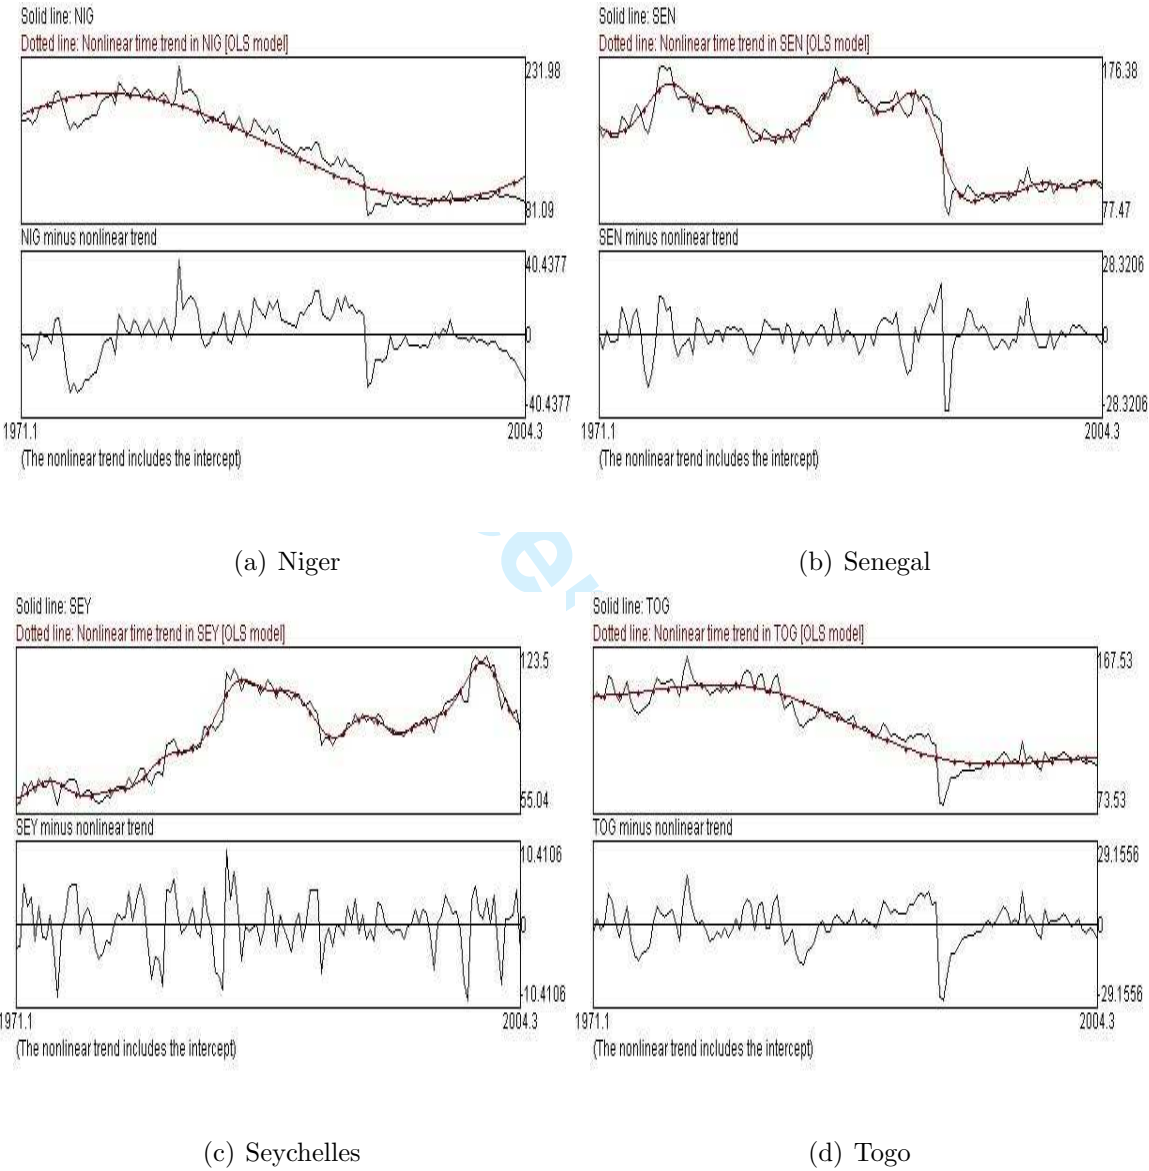 Solid line: NIG
Dotted line: Nonlinear time trend in NIG [OLS model]
231.98
81.09
NIG minus nonlinear trend
40.4377
0
-40.4377
1971.1
2004.3
(The nonlinear trend includes the intercept)
(a) Niger
Solid line: SEN
Dotted line: Nonlinear time trend in SEN [OLS model]
176.38
77.47
SEN minus nonlinear trend
28.3206
0
-28.3206
1971.1
2004.3
(The nonlinear trend includes the intercept)
(b) Senegal
er
Solid line: SEY
Dotted line: Nonlinear time trend in SEY [OLS model]
123.5
55.04
SEY minus nonlinear trend
10.4106
0
-10.4106
1971.1
2004.3
(The nonlinear trend includes the intercept)
(c) Seychelles
Solid line: TOG
Dotted line: Nonlinear time trend in TOG [OLS model]
167.53
73.53
TOG minus nonlinear trend
29.1556
0
-29.1556
1971.1
2004.3
(The nonlinear trend includes the intercept)
(d) Togo